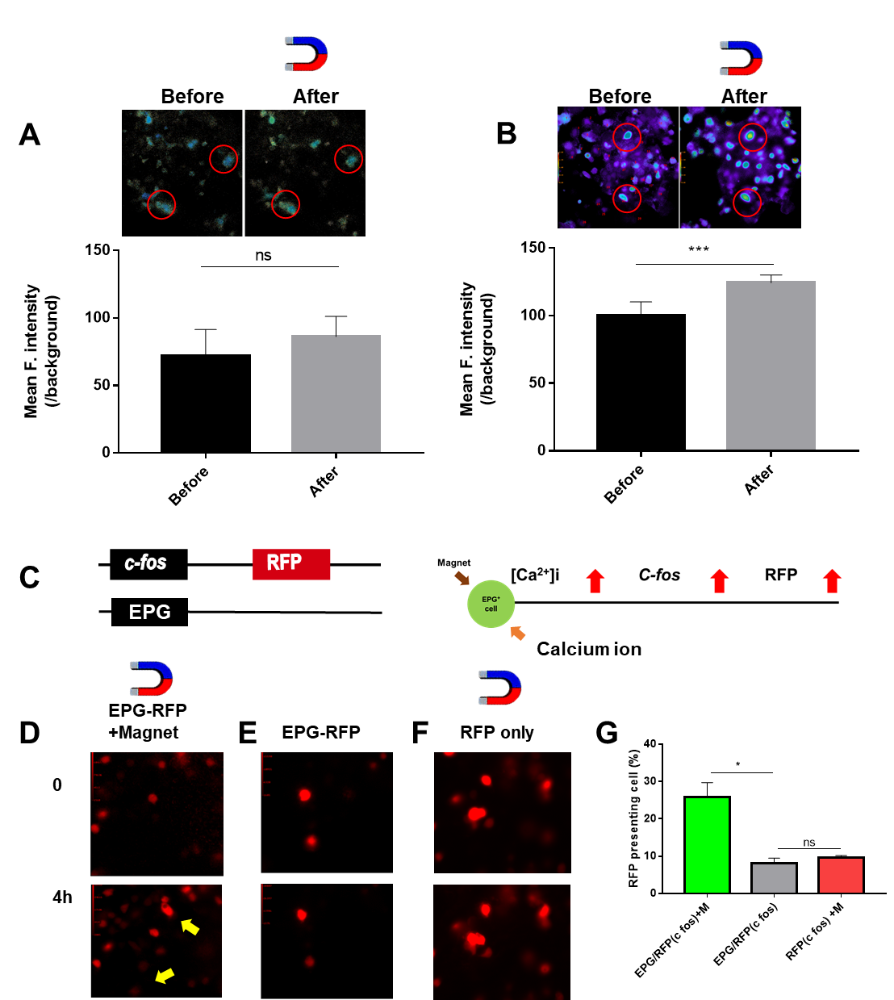 Before
After
A
150
100
50
0
Mean F. intensity
(/background)
ns
Before
After
Before
After
B
150
100
50
0
Mean F. intensity
(/background)
***
Before
After
C
c-fos
RFP
EPG
Magnet
[Ca²⁺]i
C-fos
RFP
EPG⁺
cell
Calcium ion
D
EPG-RFP
+Magnet
E
EPG-RFP
F
RFP only
0
4h
G
RFP presenting cell (%)
40
30
20
10
0
*
ns
EPG/RFP(c fos)+M
EPG/RFP(c fos)
RFP(c fos) +M